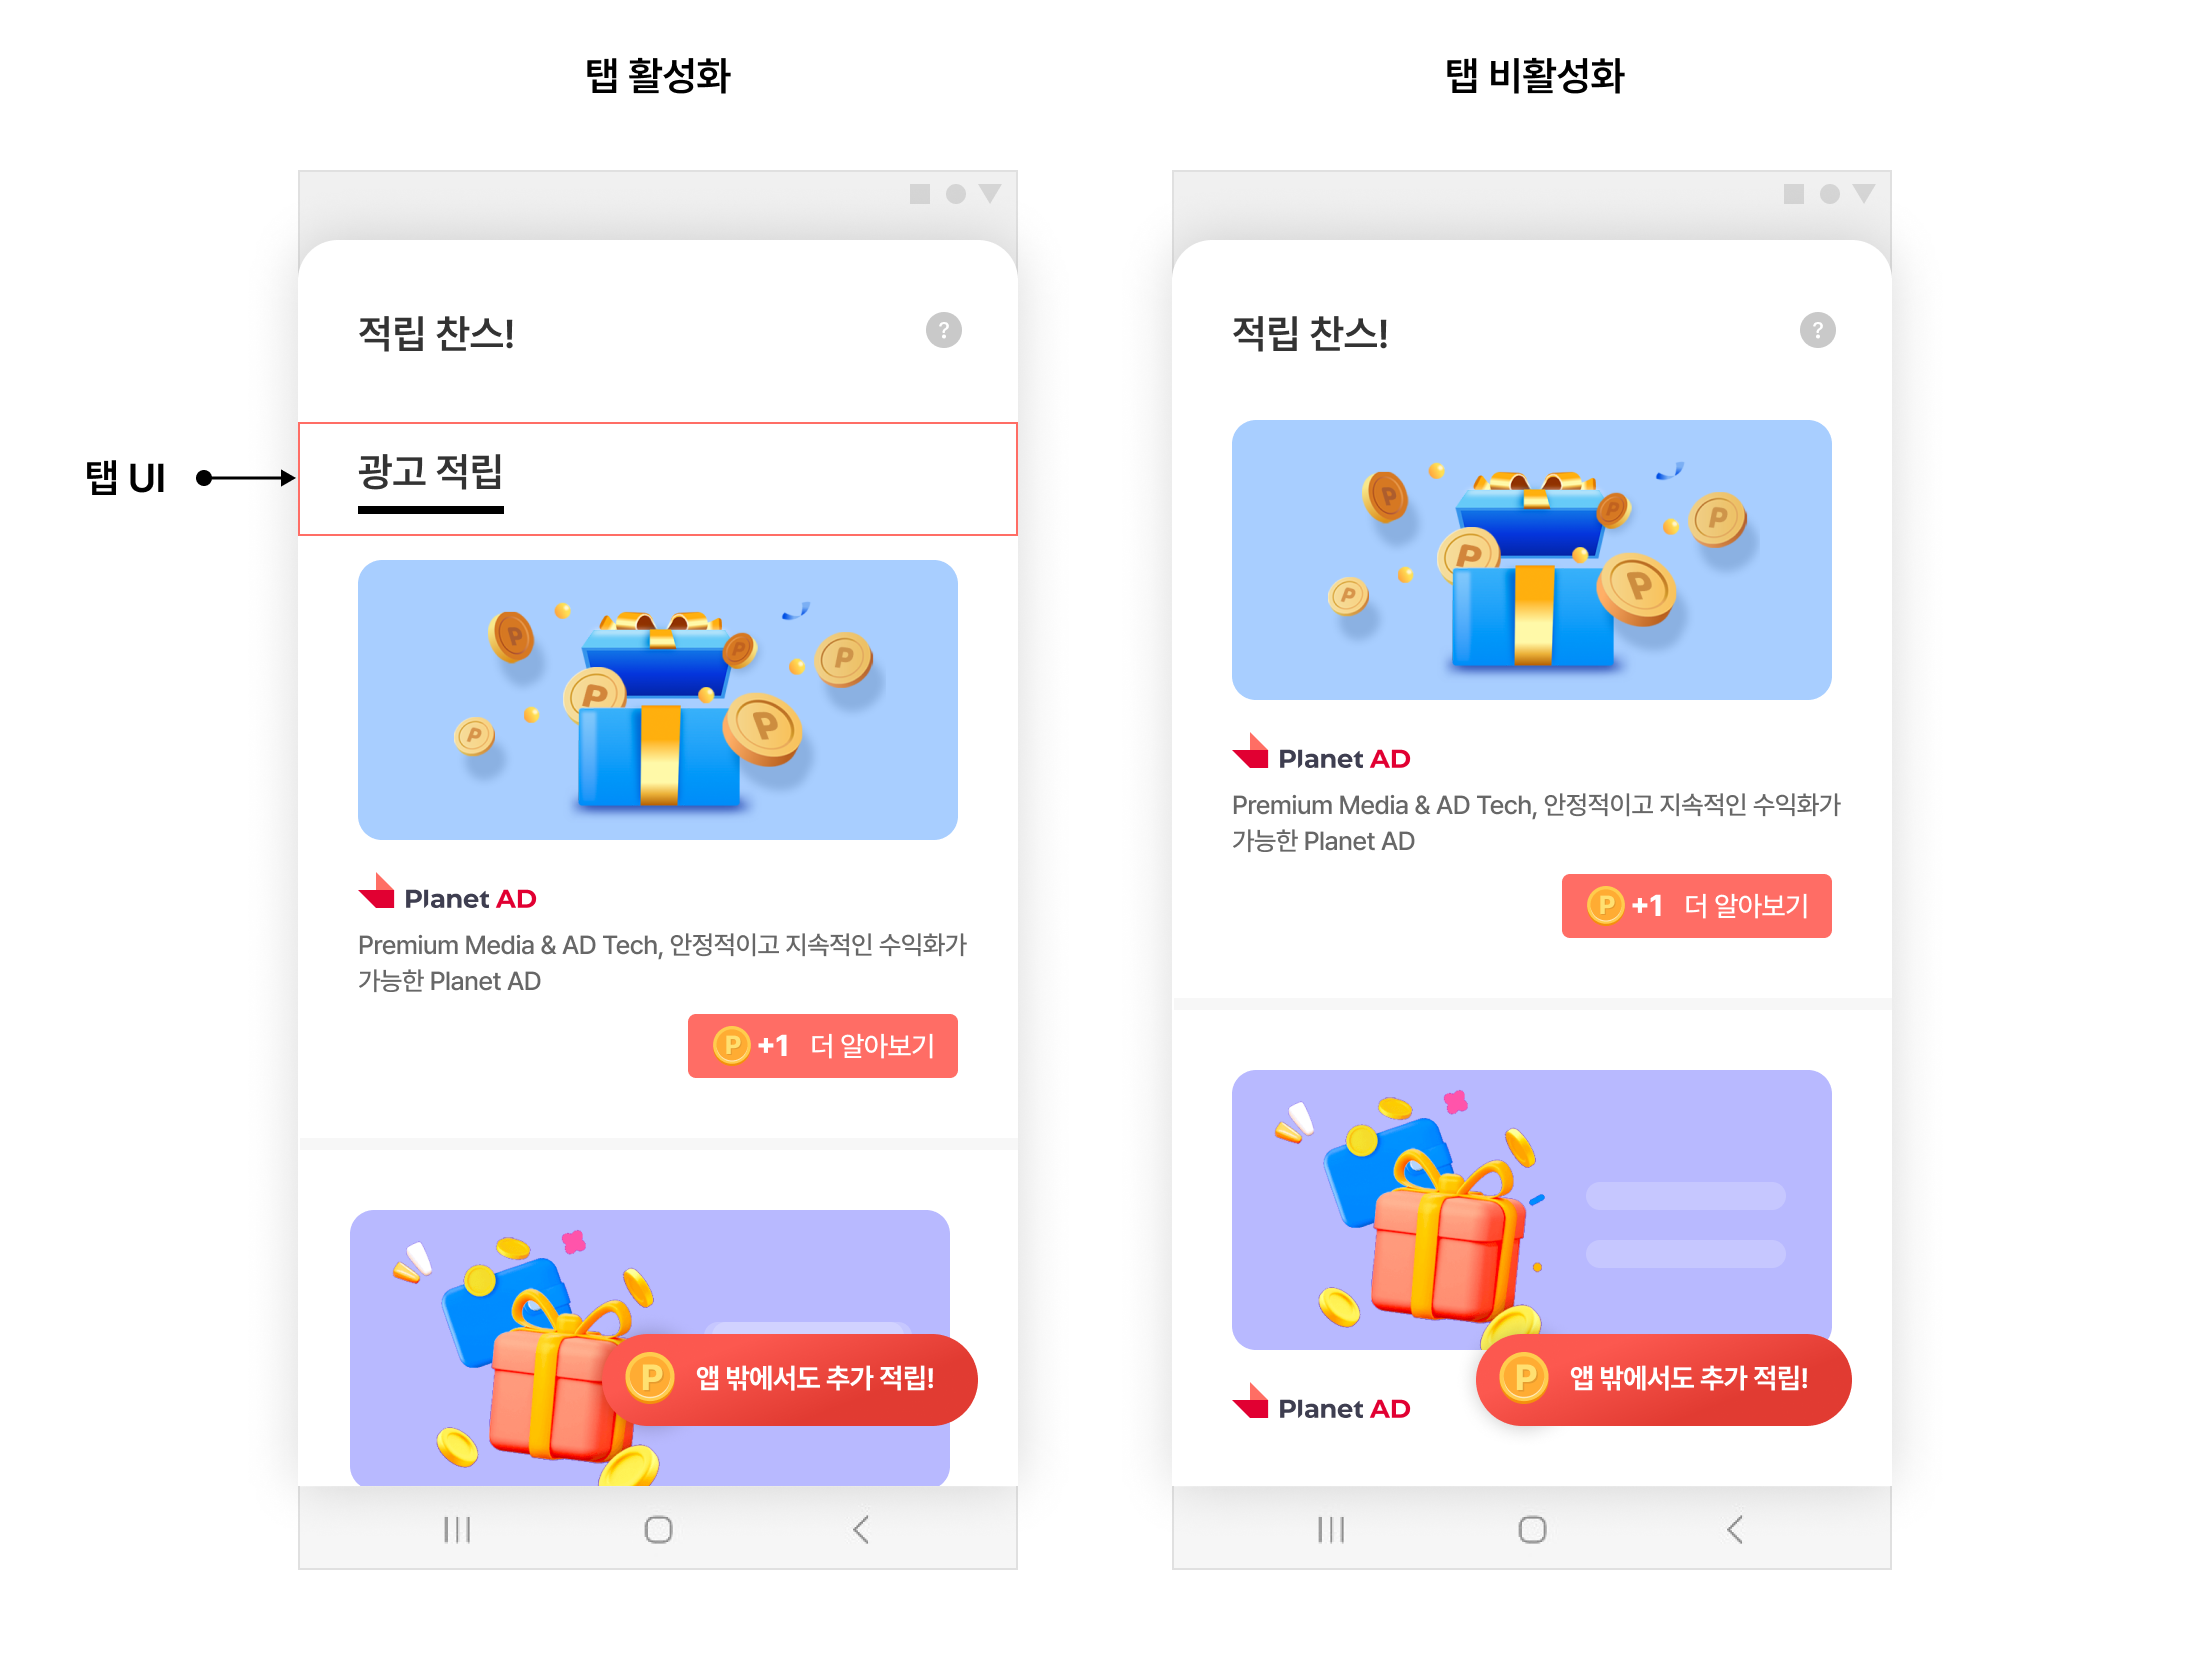 탭 활성화
탭 비활성화
탭 UI
적립 찬스!
?
광고 적립
P
P
P
P
P
P
Planet AD
Premium Media & AD Tech, 안정적이고 지속적인 수익화가
가능한 Planet AD
P +1 더 알아보기
P 앱 밖에서도 추가 적립!
적립 찬스!
?
P
P
P
P
P
P
Planet AD
Premium Media & AD Tech, 안정적이고 지속적인 수익화가
가능한 Planet AD
P +1 더 알아보기
P 앱 밖에서도 추가 적립!
Planet AD